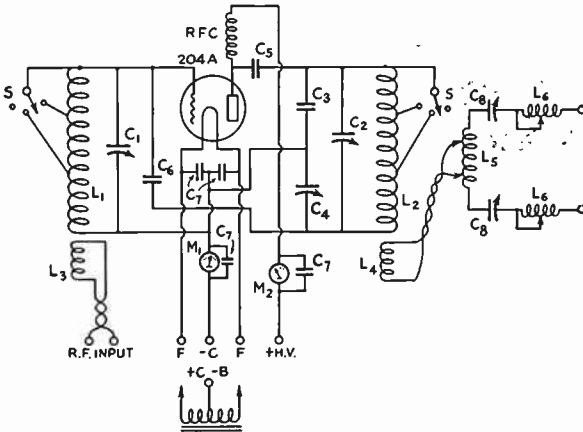 RFC
204A
C5
S
S
C3
C8
L6
C1
C2
C6
L5
C7
C4
L1
L2
C8
L6
C7
M1
C7
L3
M2
L4
R.F. INPUT
F -C F +H.V.
+C -B